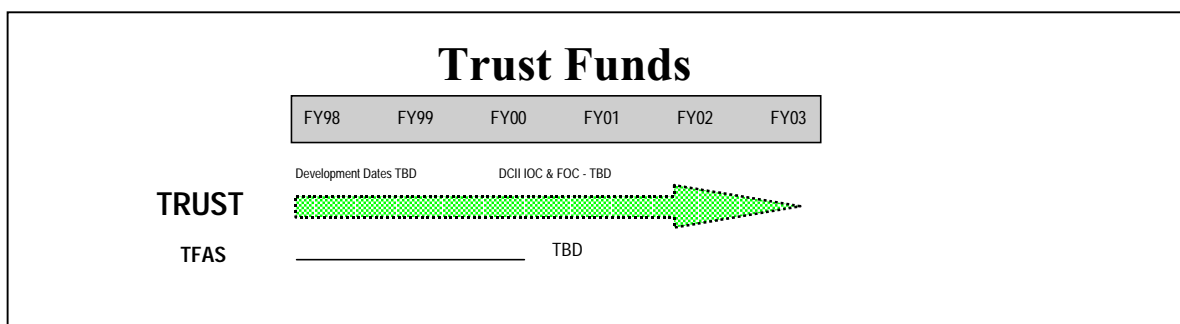 Trust Funds
FY98 FY99 FY00 FY01 FY02 FY03
Development Dates TBD DCII IOC & FOC - TBD
TRUST
TFAS TBD